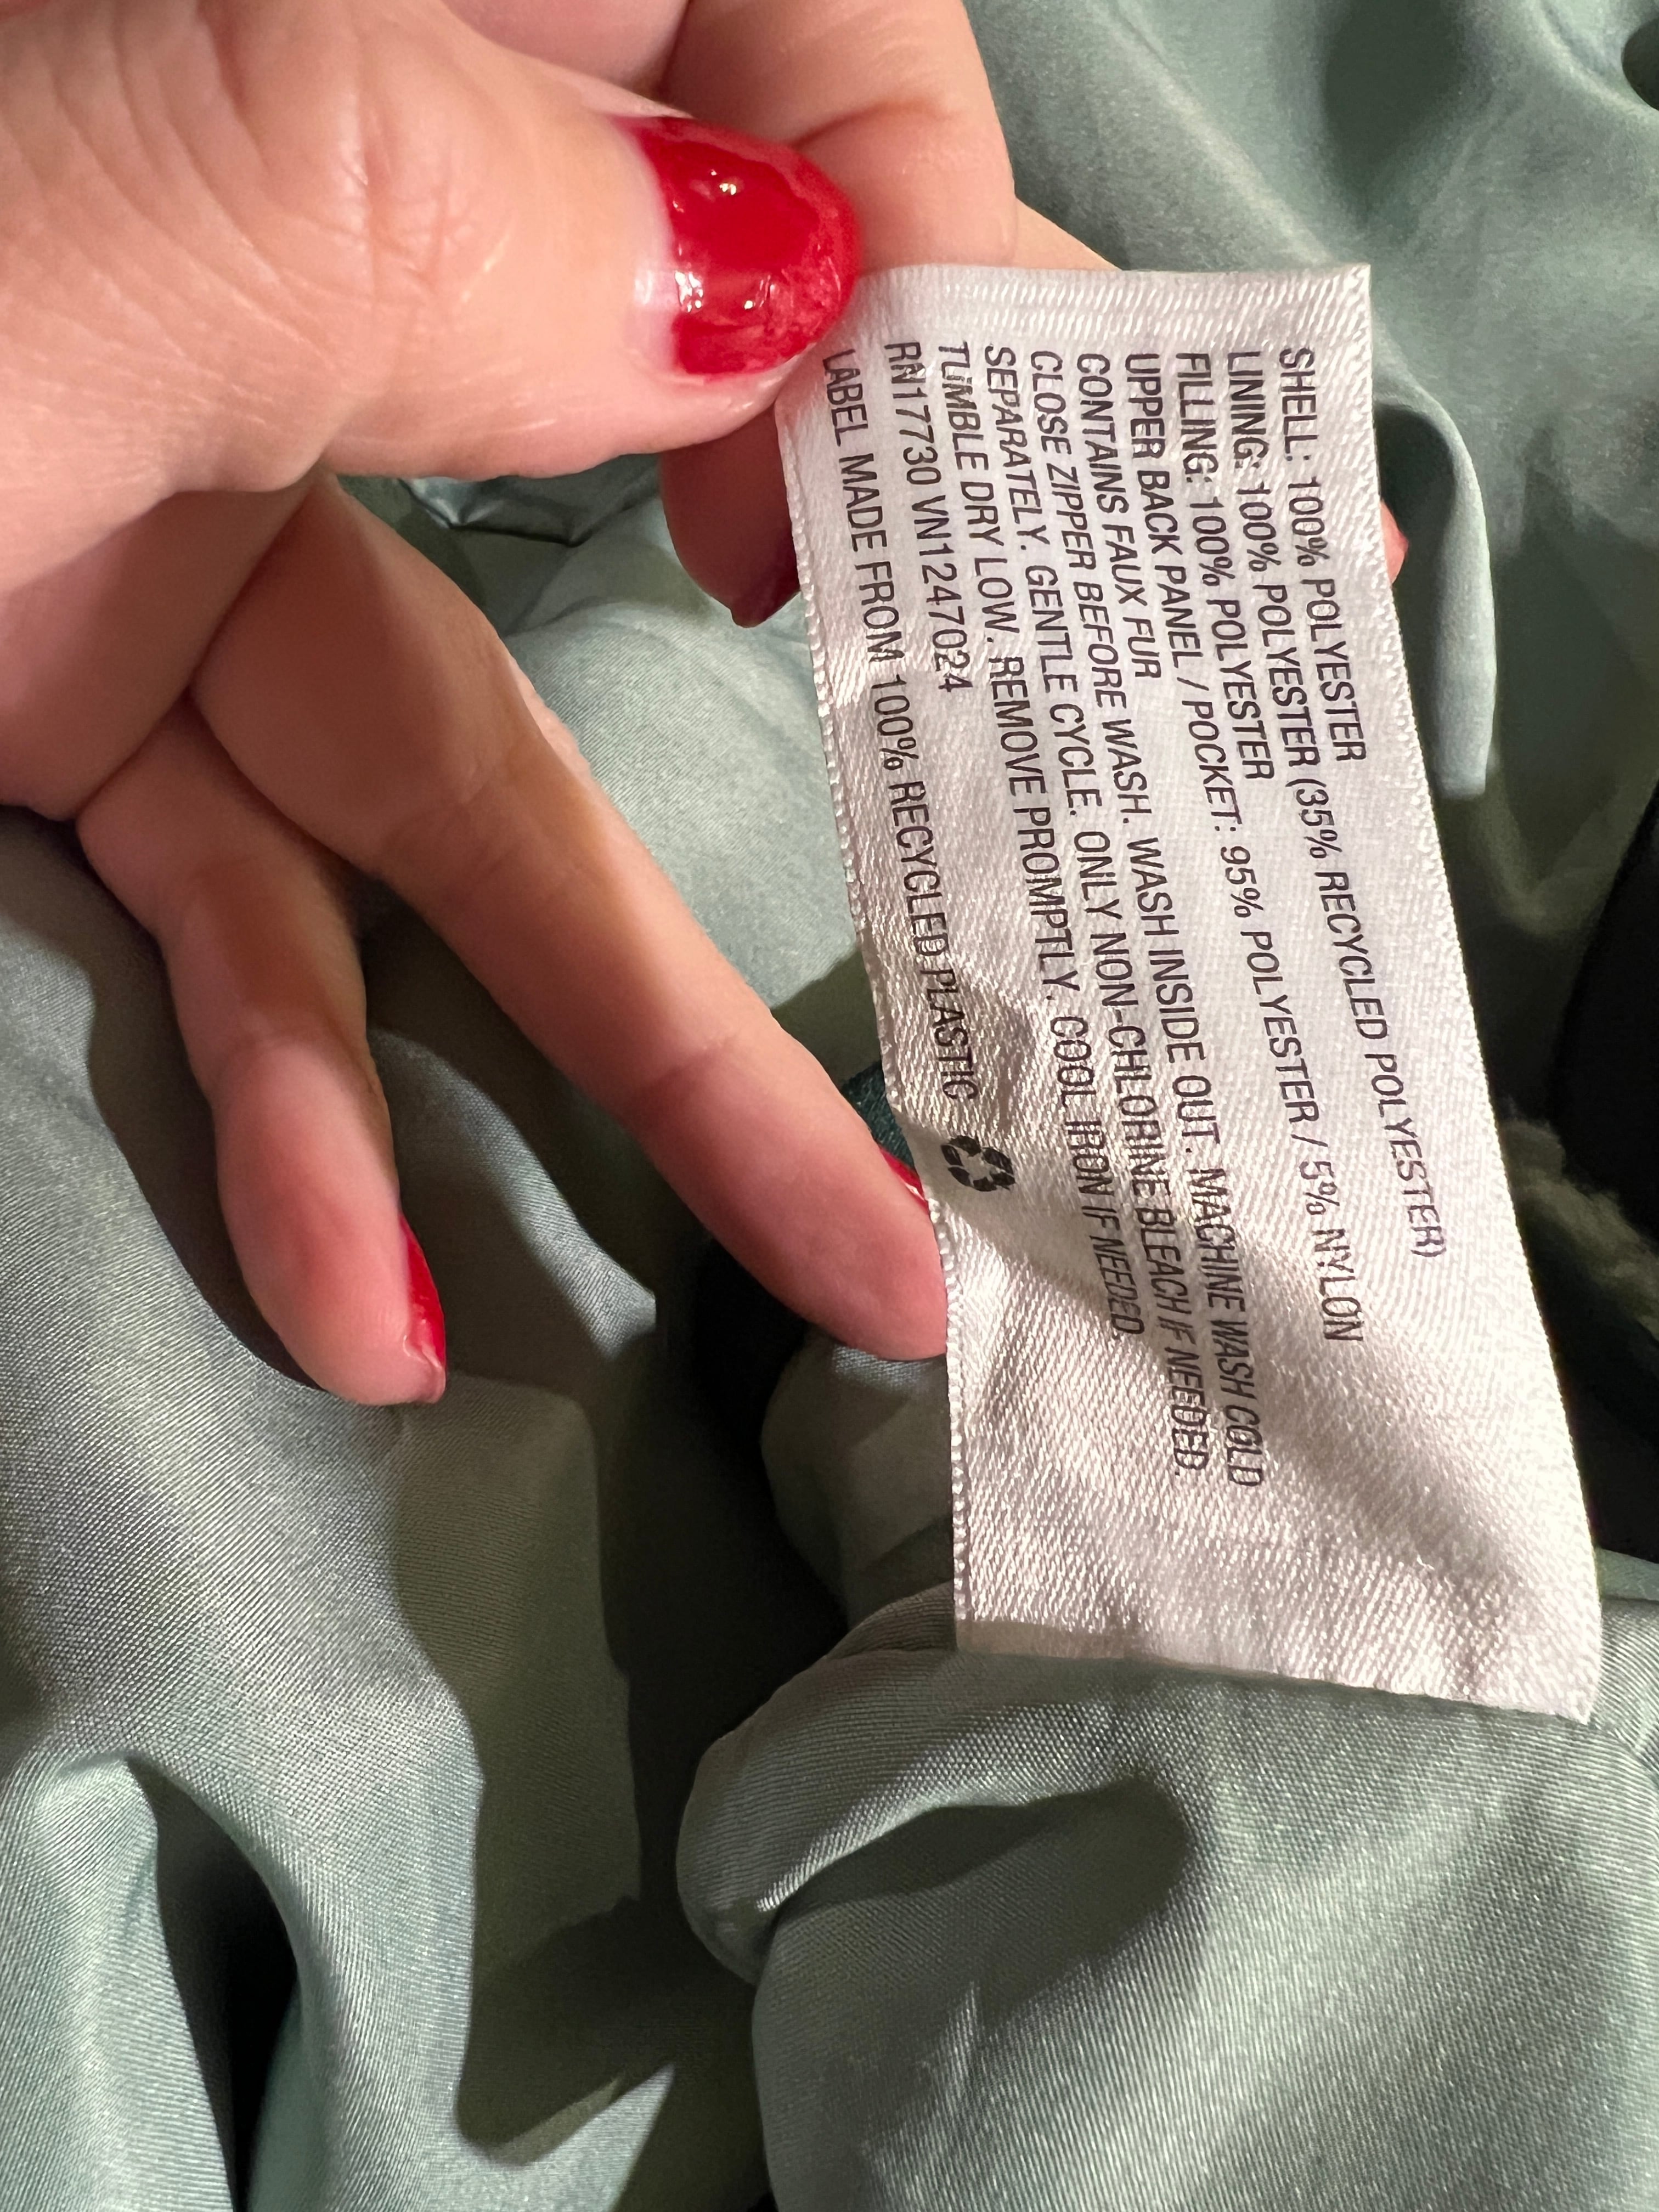 SHELL: 100% POLYESTER
LINING: 100% POLYESTER (35% RECYCLED POLYESTER)
FILLING: 100% POLYESTER
UPPER BACK PANEL / POCKET: 95% POLYESTER / 5% NYLON
CONTAINS FAUX FUR
CLOSE ZIPPER BEFORE WASH. WASH INSIDE OUT. MACHINE WASH COLD
SEPARATELY. GENTLE CYCLE. ONLY NON-CHLORINE BLEACH IF NEEDED.
TUMBLE DRY LOW. REMOVE PROMPTLY. COOL IRON IF NEEDED.
RN17730 VN1247024
LABEL MADE FROM 100% RECYCLED PLASTIC